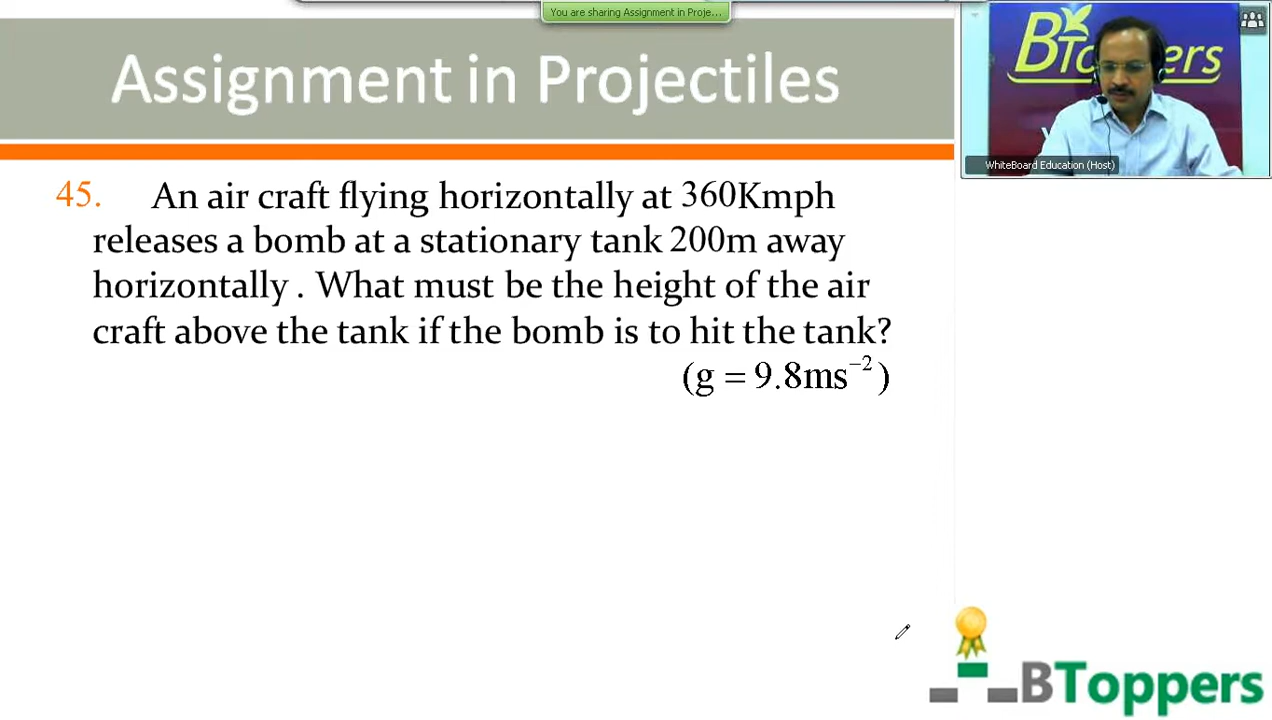 You are sharing Assignment in Proje...
Assignment in Projectiles
BToppers
WhiteBoard Education (Host)
45. An air craft flying horizontally at 360Kmph
releases a bomb at a stationary tank 200m away
horizontally . What must be the height of the air
craft above the tank if the bomb is to hit the tank?
(g = 9.8ms⁻²)
BToppers